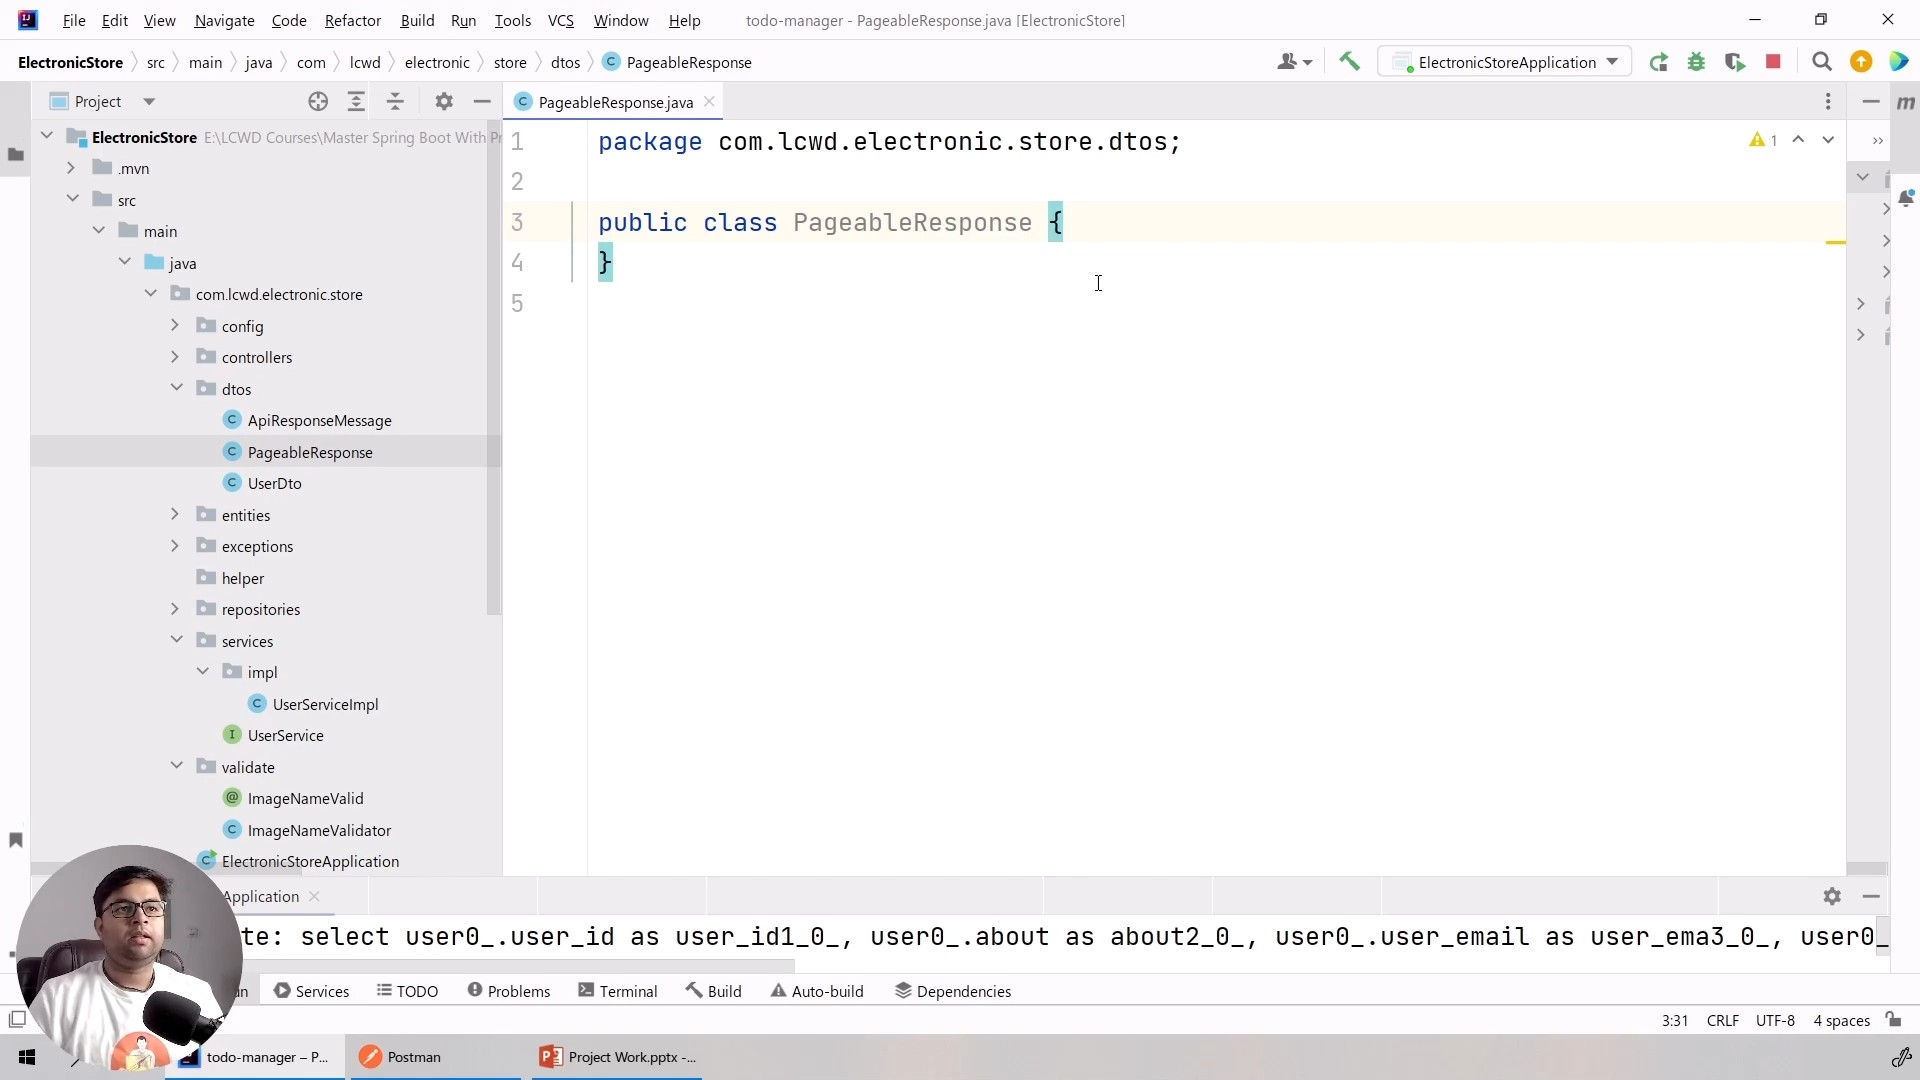 File Edit View Navigate Code Refactor Build Run Tools VCS Window Help todo-manager - PageableResponse.java [ElectronicStore]
ElectronicStore src main java com lcwd electronic store dtos PageableResponse ElectronicStoreApplication
Project PageableResponse.java
ElectronicStore E:\LCWD Courses\Master Spring Boot With Pr
.mvn
src
main
java
com.lcwd.electronic.store
config
controllers
dtos
ApiResponseMessage
PageableResponse
UserDto
entities
exceptions
helper
repositories
services
impl
UserServiceImpl
UserService
validate
ImageNameValid
ImageNameValidator
ElectronicStoreApplication
1 package com.lcwd.electronic.store.dtos;
2
3 public class PageableResponse {
4 }
5
1
m
Application
te: select user0_.user_id as user_id1_0_, user0_.about as about2_0_, user0_.user_email as user_ema3_0_, user0_
Services TODO Problems Terminal Build Auto-build Dependencies
3:31 CRLF UTF-8 4 spaces
todo-manager – P... Postman Project Work.pptx -...